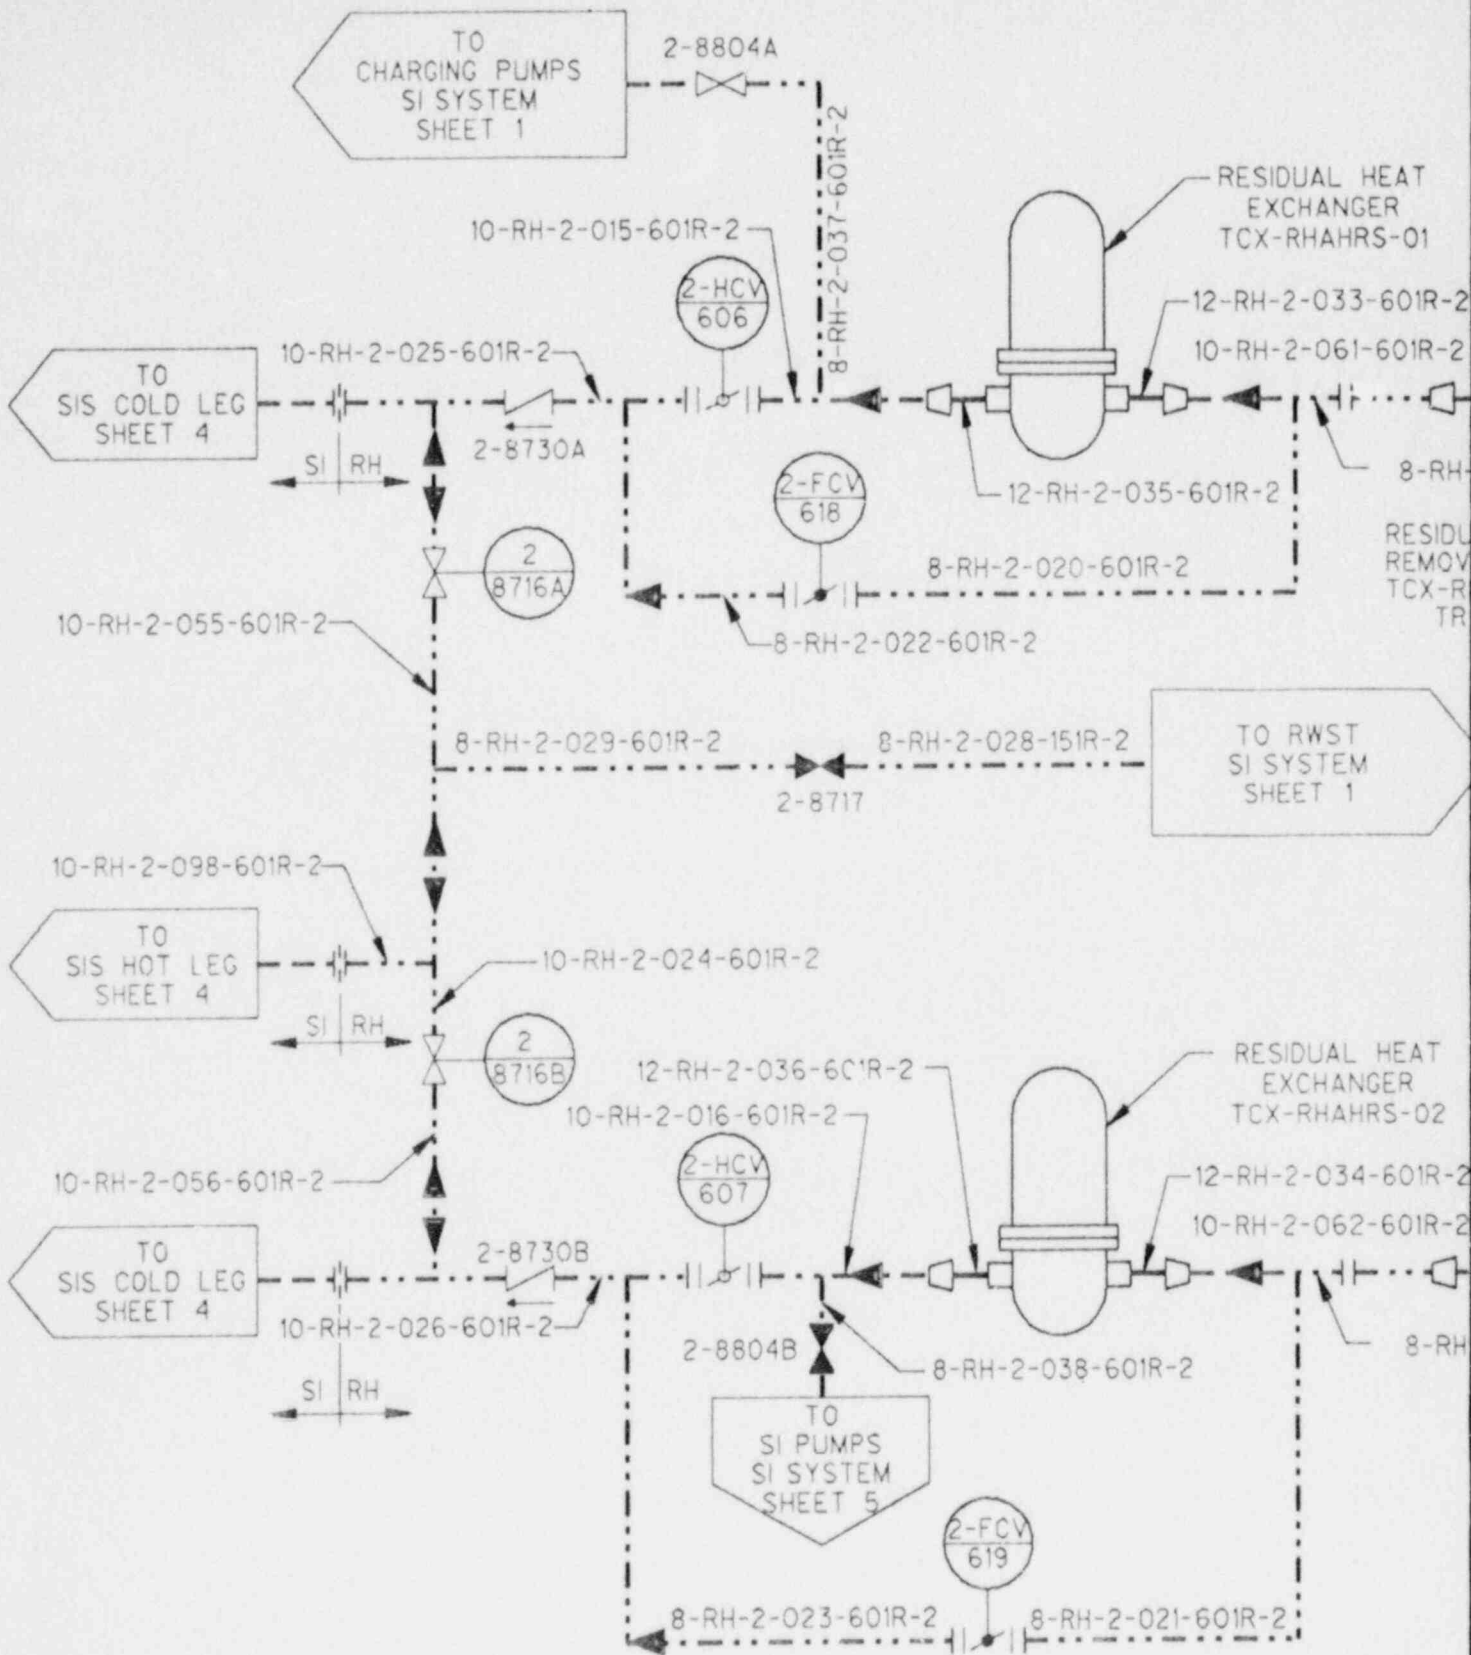 TO
CHARGING PUMPS
SI SYSTEM
SHEET 1
2-8804A
8-RH-2-037-601R-2
RESIDUAL HEAT
EXCHANGER
TCX-RHAHRS-01
10-RH-2-015-601R-2
2-HCV
606
12-RH-2-033-601R-2
10-RH-2-025-601R-2
10-RH-2-061-601R-2
TO
SIS COLD LEG
SHEET 4
2-8730A
SI RH
2-FCV
618
12-RH-2-035-601R-2
8-RH-
2
8716A
8-RH-2-020-601R-2
RESIDU
REMOV
TCX-R
TR
10-RH-2-055-601R-2
8-RH-2-022-601R-2
8-RH-2-029-601R-2
8-RH-2-028-151R-2
2-8717
TO RWST
SI SYSTEM
SHEET 1
10-RH-2-098-601R-2
TO
SIS HOT LEG
SHEET 4
10-RH-2-024-601R-2
SI RH
2
8716B
12-RH-2-036-601R-2
RESIDUAL HEAT
EXCHANGER
TCX-RHAHRS-02
10-RH-2-016-601R-2
2-HCV
607
10-RH-2-056-601R-2
12-RH-2-034-601R-2
10-RH-2-062-601R-2
TO
SIS COLD LEG
SHEET 4
2-8730B
10-RH-2-026-601R-2
2-8804B
8-RH-2-038-601R-2
8-RH
SI RH
TO
SI PUMPS
SI SYSTEM
SHEET 5
2-FCV
619
8-RH-2-023-601R-2
8-RH-2-021-601R-2